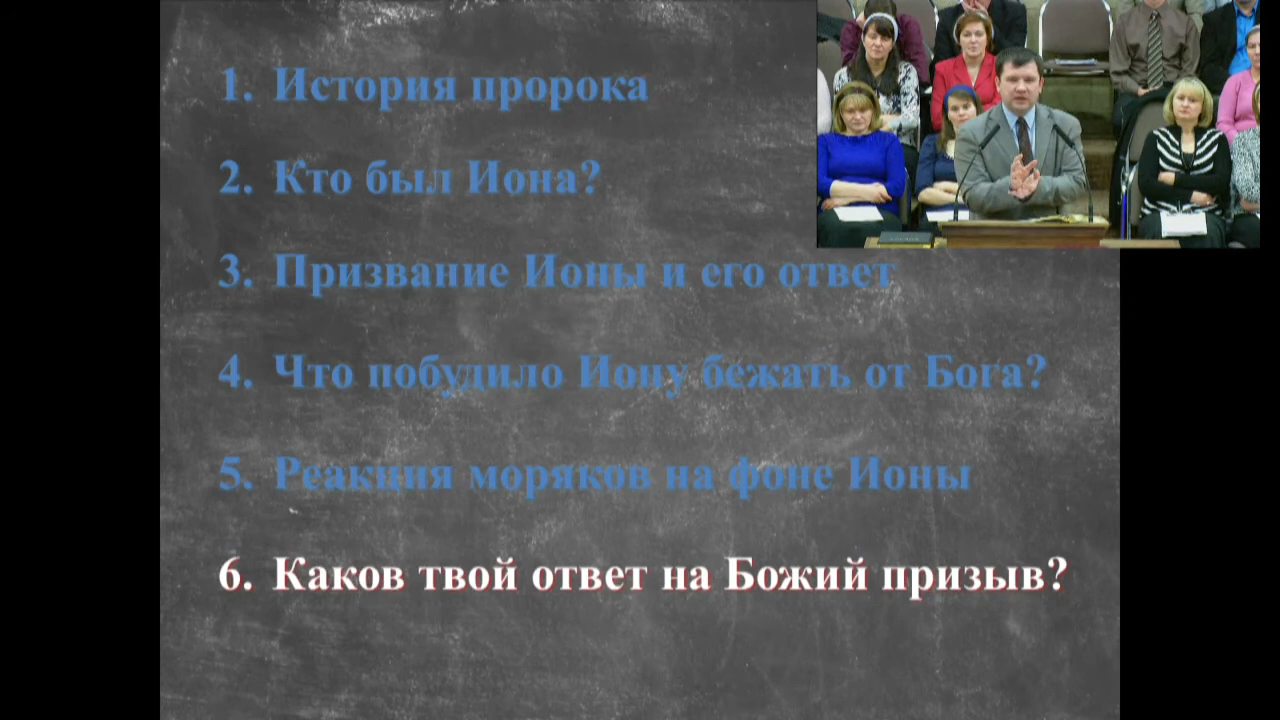 1. История пророка
2. Кто был Иона?
3. Призвание Ионы и его ответ
4. Что побудило Иону бежать от Бога?
5. Реакция моряков на фоне Ионы
6. Каков твой ответ на Божий призыв?